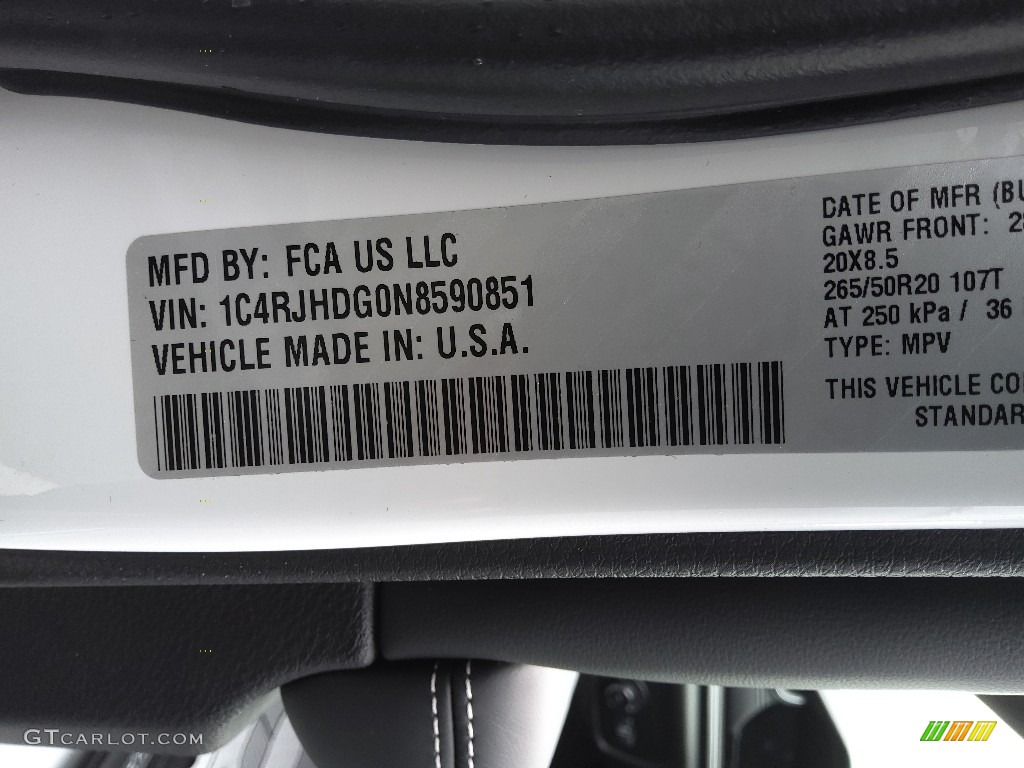 MFD BY: FCA US LLC
VIN: 1C4RJHDG0N8590851
VEHICLE MADE IN: U.S.A.
DATE OF MFR
GAWR FRONT:
20X8.5
265/50R20 107T
AT 250 kPa / 36
TYPE: MPV
THIS VEHICLE
GTCARLOT.COM